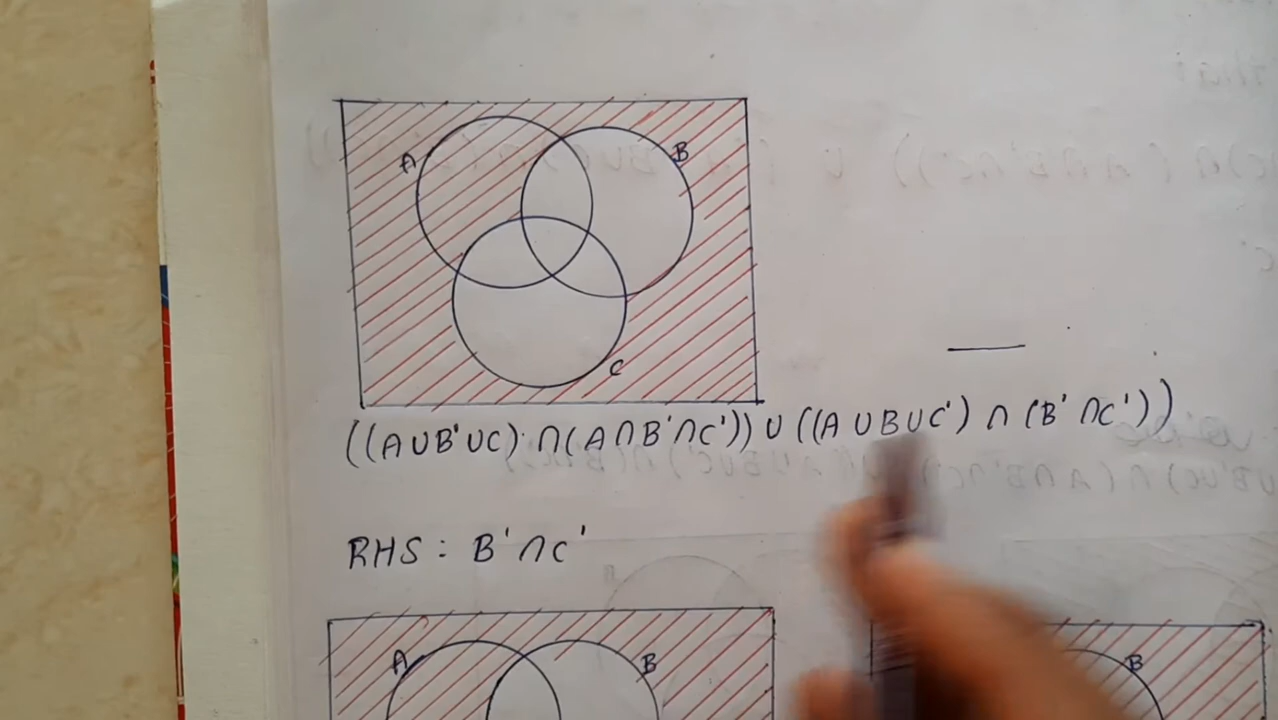 A
B
C
((A∪B'∪C)∩(A∩B'∩C'))∪((A∪B∪C')∩(B'∩C'))
RHS: B'∩C'
A
B
B